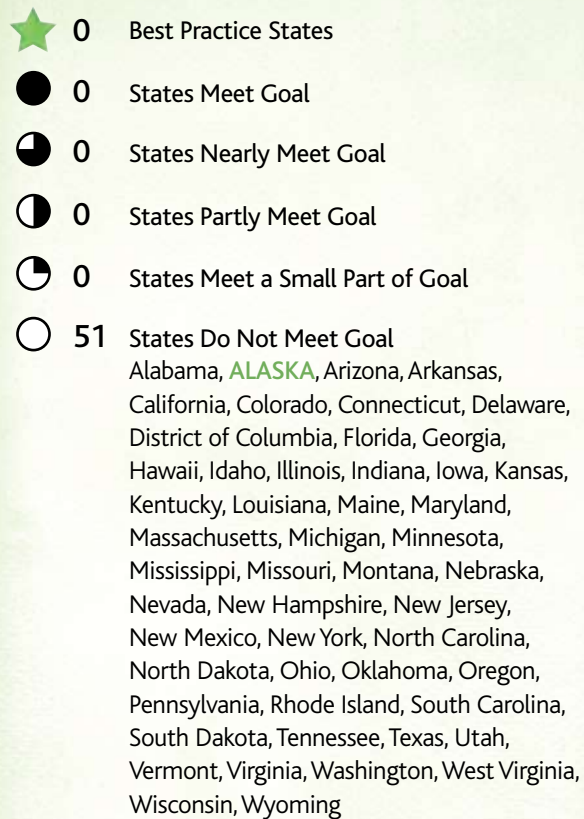 0 Best Practice States
0 States Meet Goal
0 States Nearly Meet Goal
0 States Partly Meet Goal
0 States Meet a Small Part of Goal
51 States Do Not Meet Goal
Alabama, ALASKA, Arizona, Arkansas,
California, Colorado, Connecticut, Delaware,
District of Columbia, Florida, Georgia,
Hawaii, Idaho, Illinois, Indiana, Iowa, Kansas,
Kentucky, Louisiana, Maine, Maryland,
Massachusetts, Michigan, Minnesota,
Mississippi, Missouri, Montana, Nebraska,
Nevada, New Hampshire, New Jersey,
New Mexico, New York, North Carolina,
North Dakota, Ohio, Oklahoma, Oregon,
Pennsylvania, Rhode Island, South Carolina,
South Dakota, Tennessee, Texas, Utah,
Vermont, Virginia, Washington, West Virginia,
Wisconsin, Wyoming